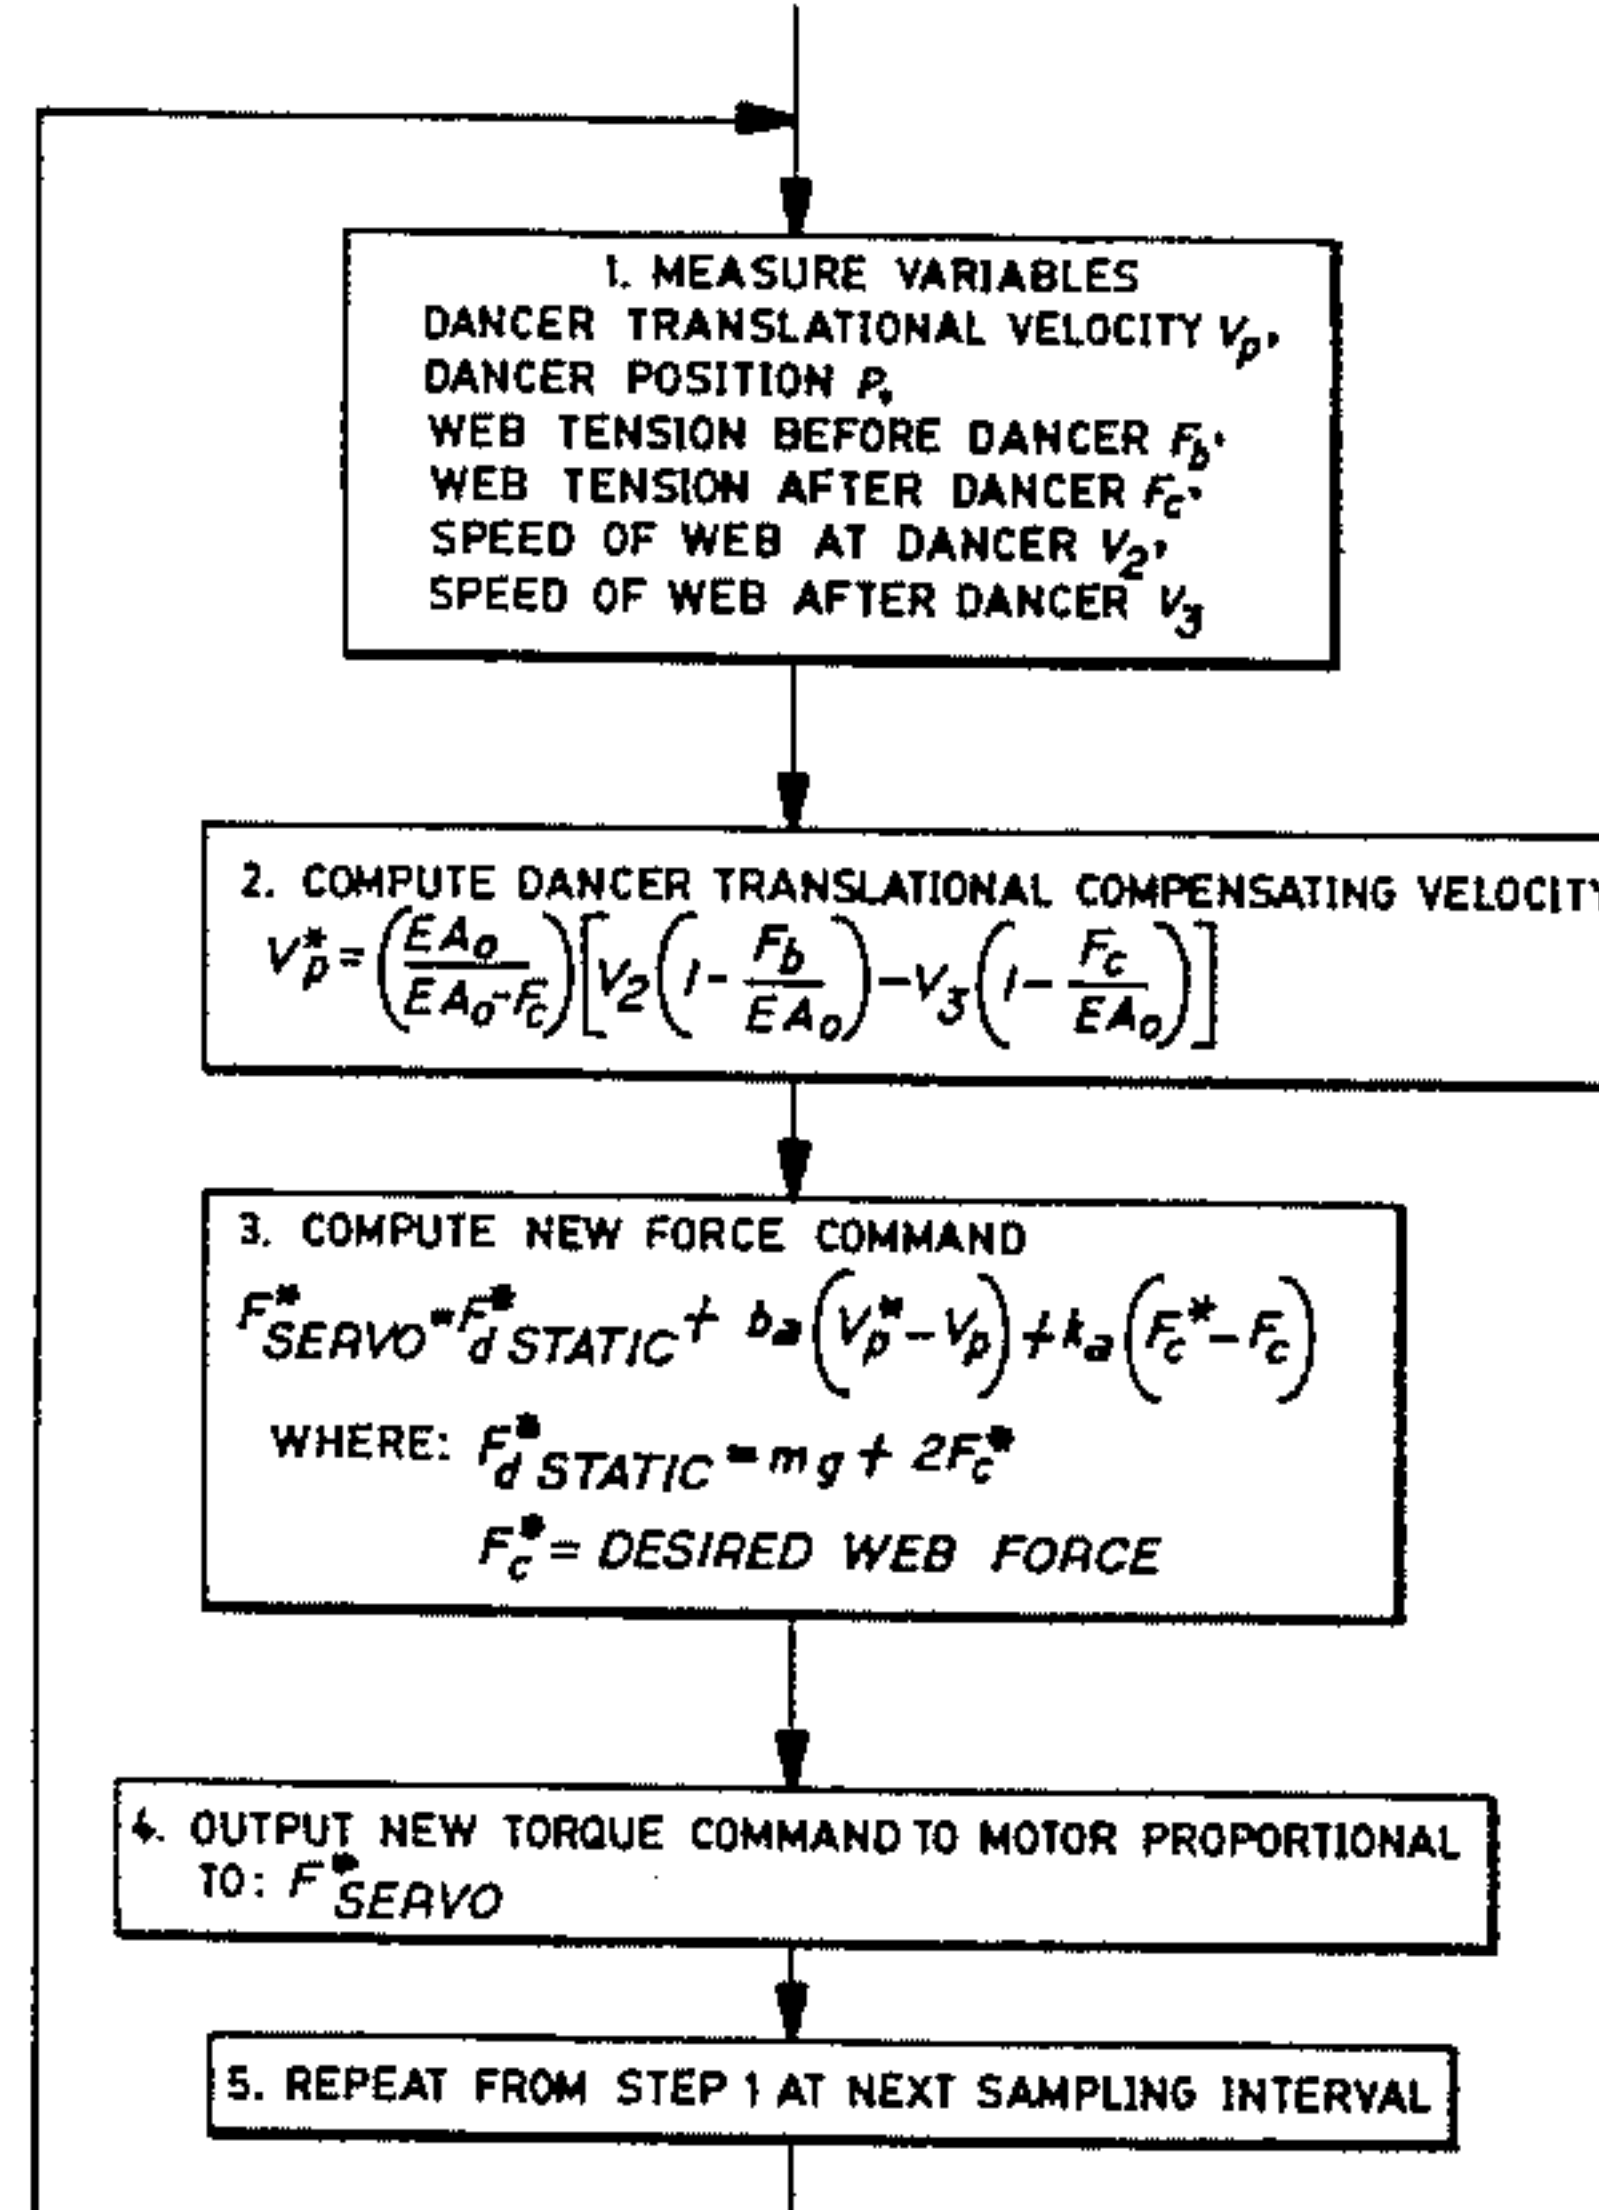 1. MEASURE VARIABLES
DANCER TRANSLATIONAL VELOCITY Vp,
DANCER POSITION P,
WEB TENSION BEFORE DANCER Fb,
WEB TENSION AFTER DANCER Fc,
SPEED OF WEB AT DANCER V2,
SPEED OF WEB AFTER DANCER V3
2. COMPUTE DANCER TRANSLATIONAL COMPENSATING VELOCITY
Vp* = (EAo / (EAo-Fc)) [V2 (1 - Fb/EAo) - V3 (1 - Fc/EAo)]
3. COMPUTE NEW FORCE COMMAND
F*SERVO = Fd*STATIC + ba (Vp* - Vp) + ka (Fc* - Fc)
WHERE: Fd*STATIC = mg + 2Fc*
Fc* = DESIRED WEB FORCE
4. OUTPUT NEW TORQUE COMMAND TO MOTOR PROPORTIONAL
TO: F*SERVO
5. REPEAT FROM STEP 1 AT NEXT SAMPLING INTERVAL